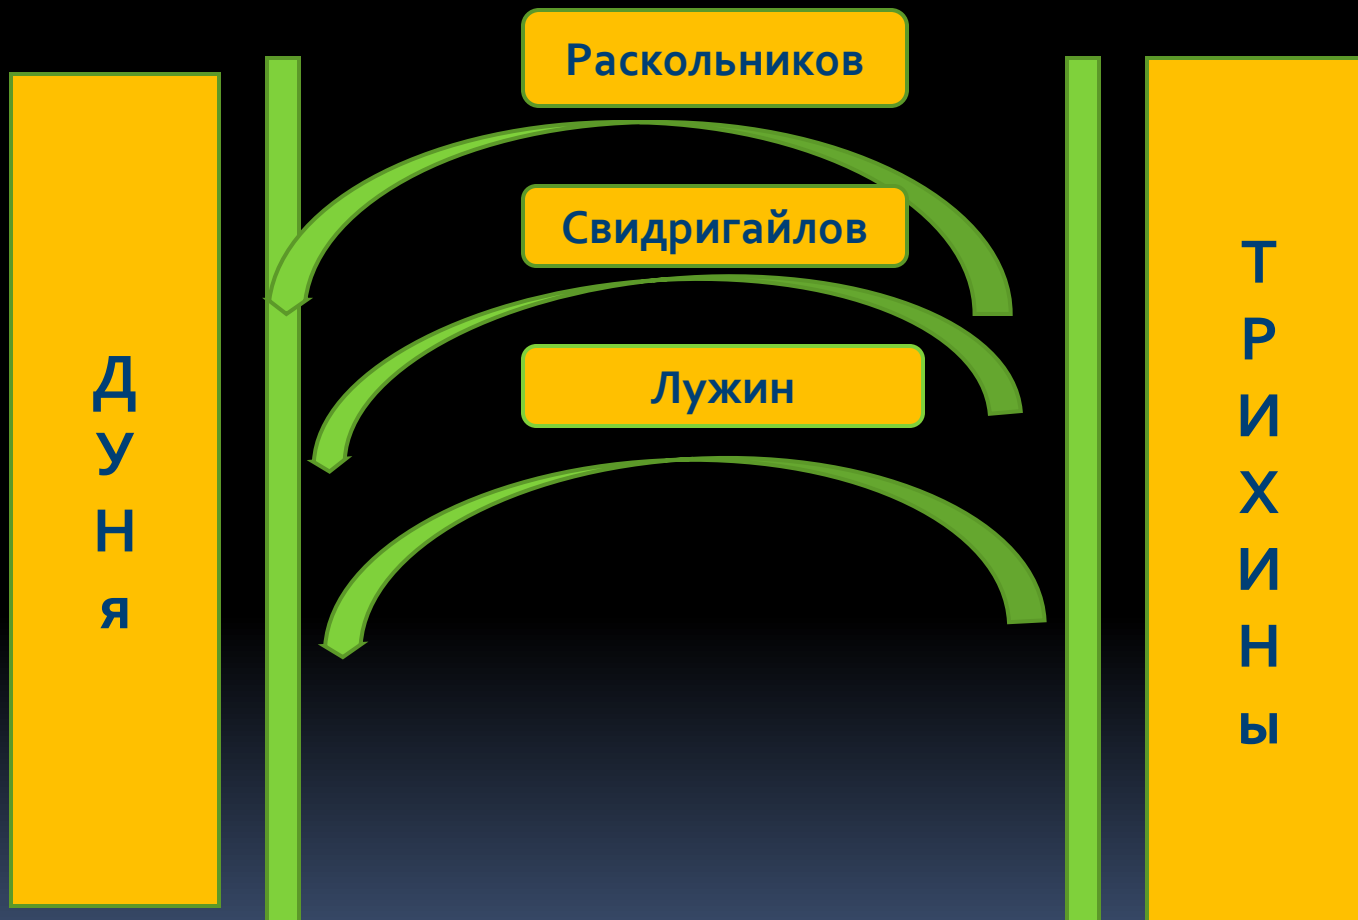 Раскольников
Свидригайлов
Лужин
Д
У
Н
я
Т
Р
И
Х
И
Н
ы